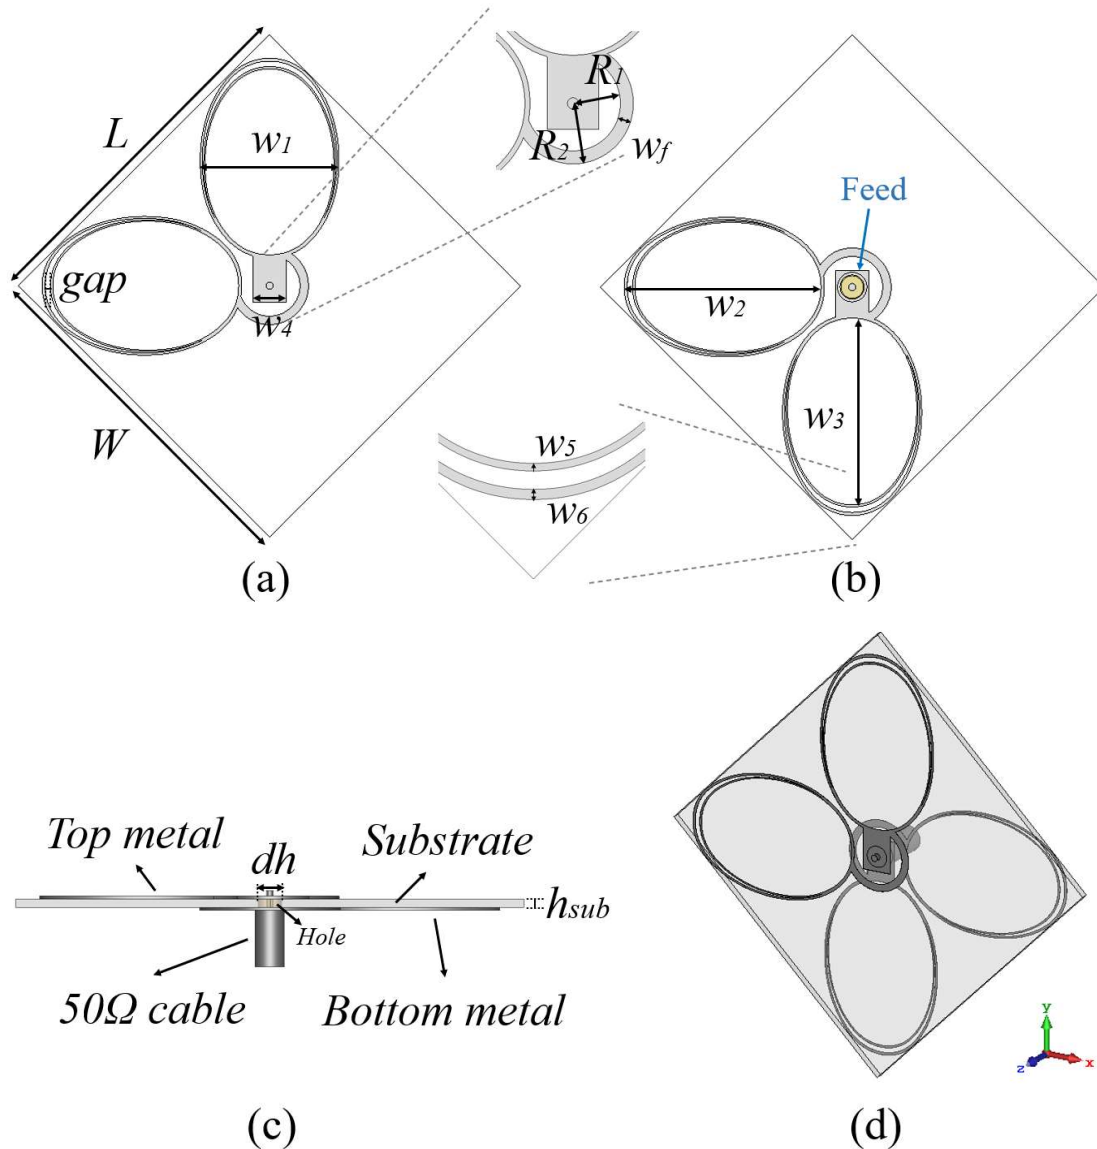 L
w1
R1
R2
wf
gap
w4
W
Feed
w2
w3
w5
w6
(a)
(b)
Top metal
Substrate
dh
hsub
Hole
50Ω cable
Bottom metal
y
z
x
(c)
(d)